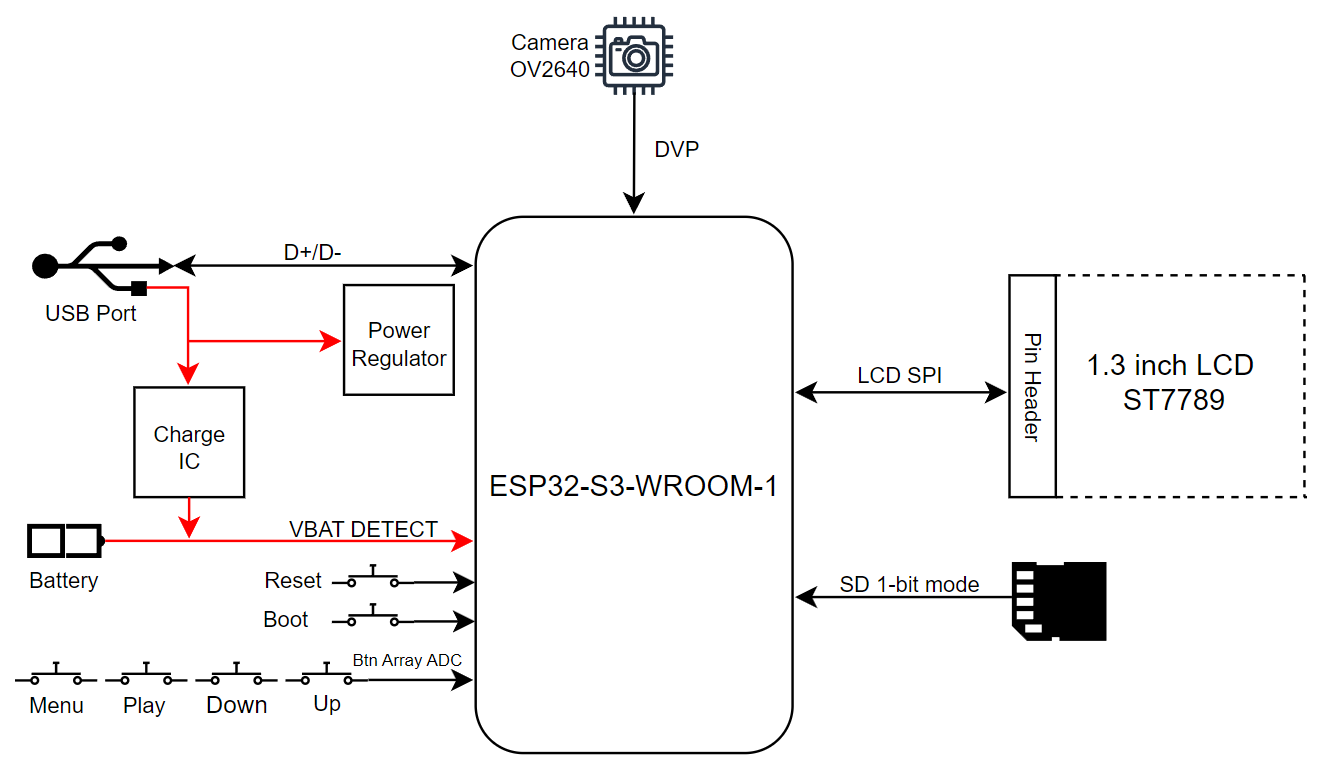 Camera
OV2640
DVP
D+/D-
USB Port
Power
Regulator
Charge
IC
VBAT DETECT
Battery
Reset
Boot
Btn Array ADC
Menu
Play
Down
Up
ESP32-S3-WROOM-1
LCD SPI
Pin Header
1.3 inch LCD
ST7789
SD 1-bit mode